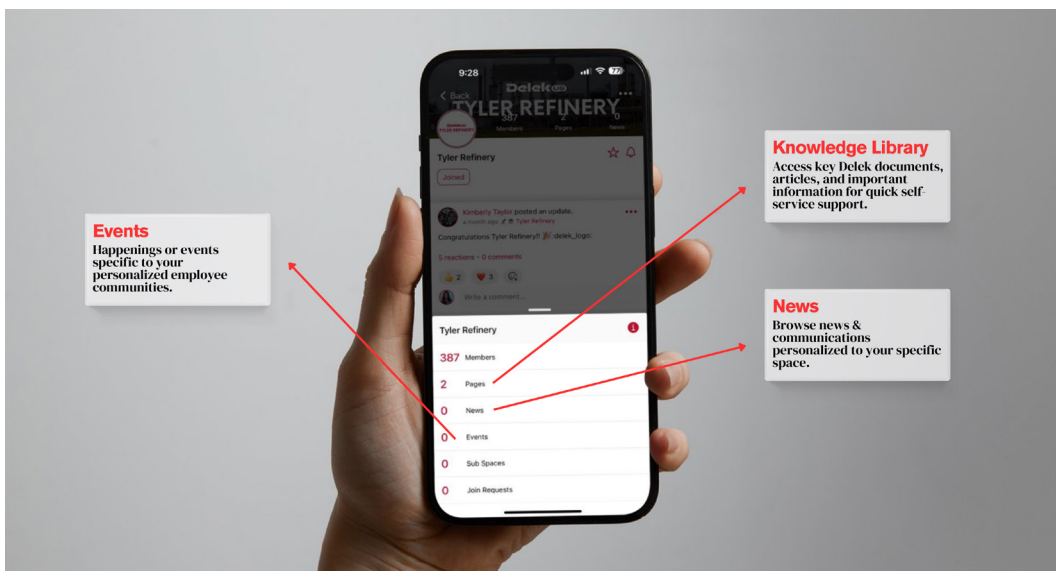 9:28
77
Back
Delek
TYLER REFINERY
387
2
0
Members
Pages
News
TYLER REFINERY
Tyler Refinery
Joined
Kimberly Taylor posted an update.
a month ago Tyler Refinery
Congratulations Tyler Refinery!! 🎉 :delek_logo:
5 reactions • 0 comments
👍 2 ❤️ 3
Write a comment...
Tyler Refinery
387 Members
2 Pages
0 News
0 Events
0 Sub Spaces
0 Join Requests
Events
Happenings or events
specific to your
personalized employee
communities.
Knowledge Library
Access key Delek documents,
articles, and important
information for quick self-
service support.
News
Browse news &
communications
personalized to your specific
space.